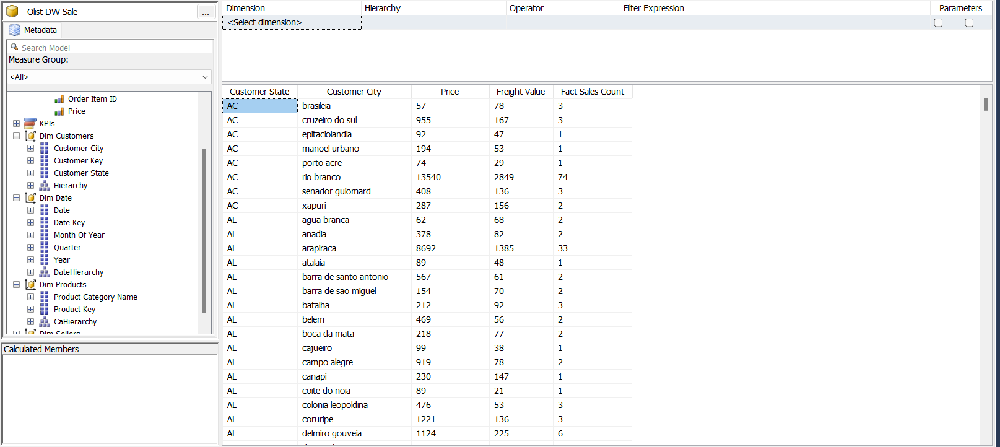 Olist DW Sale
...
Metadata
Search Model
Measure Group:
<All>
Order Item ID
Price
KPIs
Dim Customers
Customer City
Customer Key
Customer State
Hierarchy
Dim Date
Date
Date Key
Month Of Year
Quarter
Year
DateHierarchy
Dim Products
Product Category Name
Product Key
CaHierarchy
Dim Sellers
Calculated Members
Dimension Hierarchy Operator Filter Expression Parameters
<Select dimension>
Customer State Customer City Price Freight Value Fact Sales Count
AC brasileia 57 78 3
AC cruzeiro do sul 955 167 3
AC epitaciolandia 92 47 1
AC manoel urbano 194 53 1
AC porto acre 74 29 1
AC rio branco 13540 2849 74
AC senador guiomard 408 136 3
AC xapuri 287 156 2
AL agua branca 62 68 2
AL anadia 378 82 2
AL arapiraca 8692 1385 33
AL atalaia 89 48 1
AL barra de santo antonio 567 61 2
AL barra de sao miguel 154 70 2
AL batalha 212 92 3
AL belem 469 56 2
AL boca da mata 218 77 2
AL cajueiro 99 38 1
AL campo alegre 919 78 2
AL canapi 230 147 1
AL coite do noia 89 21 1
AL colonia leopoldina 476 53 3
AL coruripe 1221 136 3
AL delmiro gouveia 1124 225 6